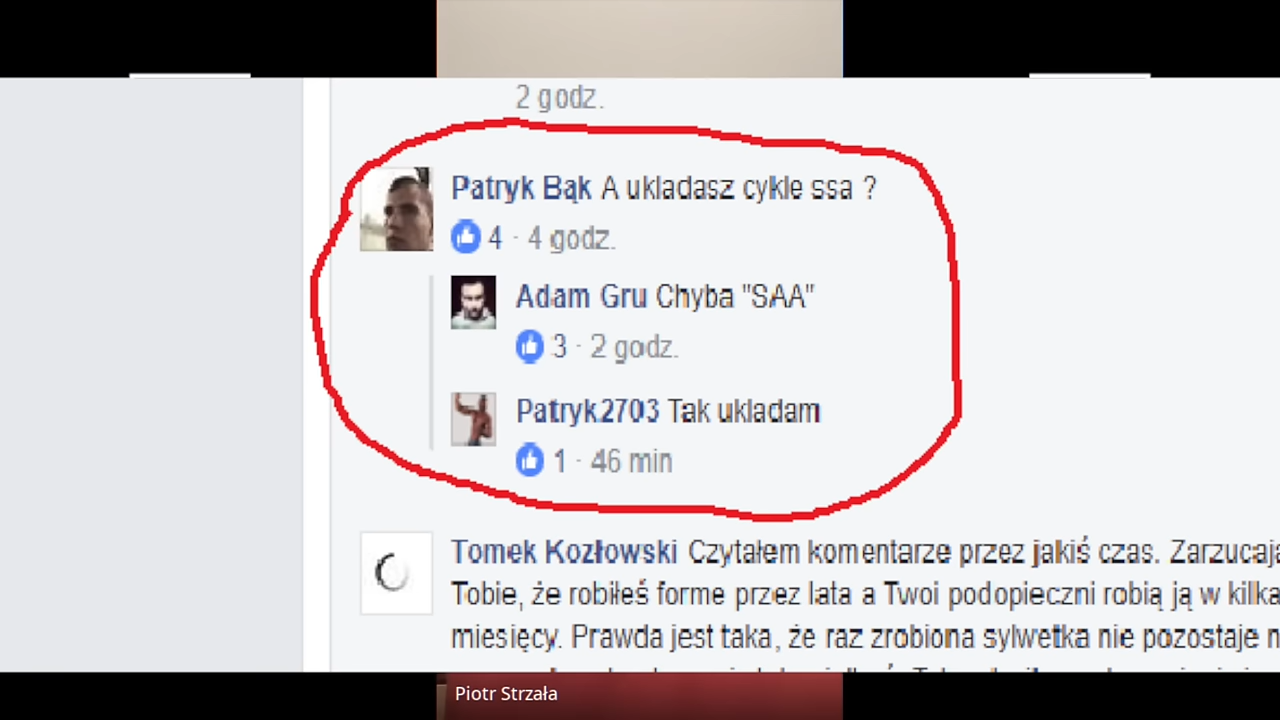 2 godz.
Patryk Bąk A ukladasz cykle ssa ?
4 · 4 godz.
Adam Gru Chyba "SAA"
3 · 2 godz.
Patryk2703 Tak ukladam
1 · 46 min
Tomek Kozłowski Czytałem komentarze przez jakiś czas. Zarzucają
Tobie, że robiłeś forme przez lata a Twoi podopieczni robią ją w kilka
miesięcy. Prawda jest taka, że raz zrobiona sylwetka nie pozostaje
Piotr Strzała